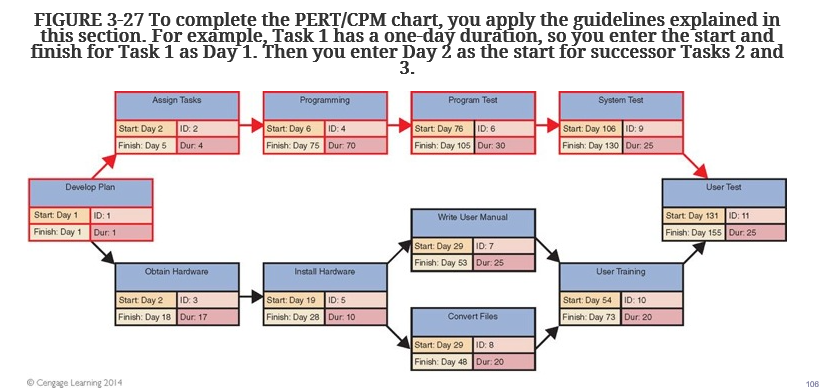 FIGURE 3-27 To complete the PERT/CPM chart, you apply the guidelines explained in
this section. For example, Task 1 has a one-day duration, so you enter the start and
finish for Task 1 as Day 1. Then you enter Day 2 as the start for successor Tasks 2 and
3.
Assign Tasks
Start: Day 2 ID: 2
Finish: Day 5 Dur: 4
Programming
Start: Day 6 ID: 4
Finish: Day 75 Dur: 70
Program Test
Start: Day 76 ID: 6
Finish: Day 105 Dur: 30
System Test
Start: Day 106 ID: 9
Finish: Day 130 Dur: 25
Develop Plan
Start: Day 1 ID: 1
Finish: Day 1 Dur: 1
User Test
Start: Day 131 ID: 11
Finish: Day 155 Dur: 25
Write User Manual
Start: Day 29 ID: 7
Finish: Day 53 Dur: 25
Obtain Hardware
Start: Day 2 ID: 3
Finish: Day 18 Dur: 17
Install Hardware
Start: Day 19 ID: 5
Finish: Day 28 Dur: 10
User Training
Start: Day 54 ID: 10
Finish: Day 73 Dur: 20
Convert Files
Start: Day 29 ID: 8
Finish: Day 48 Dur: 20
© Cengage Learning 2014
106